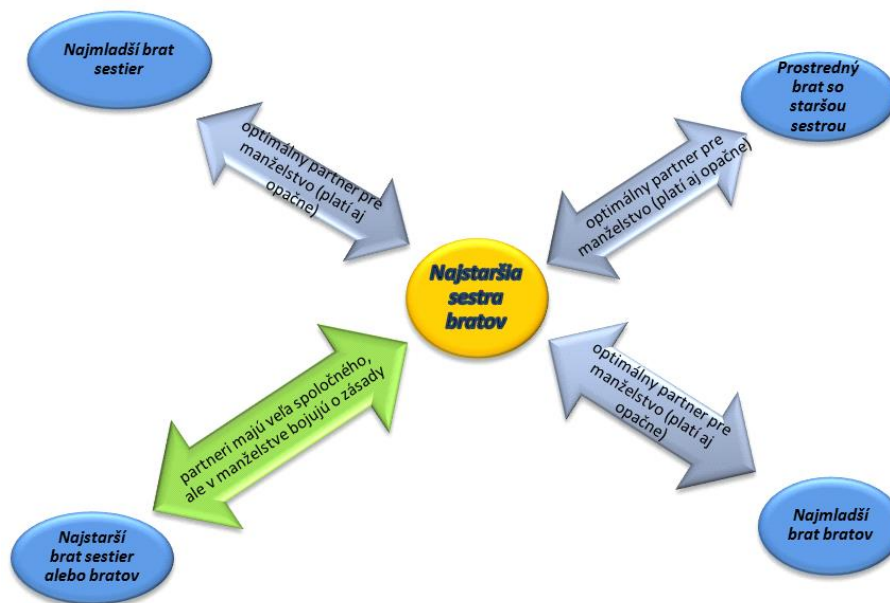 Najmladší brat
sestier
Prostredný
brat so
staršou
sestrou
optimálny partner pre
manželstvo (platí aj
opačne)
optimálny partner pre
manželstvo (platí aj opačne)
Najstaršia
sestra
bratov
partneri majú veľa spoločného,
ale v manželstve bojujú o zásady
optimálny partner pre
manželstvo (platí aj
opačne)
Najstarší
brat sestier
alebo bratov
Najmladší
brat bratov